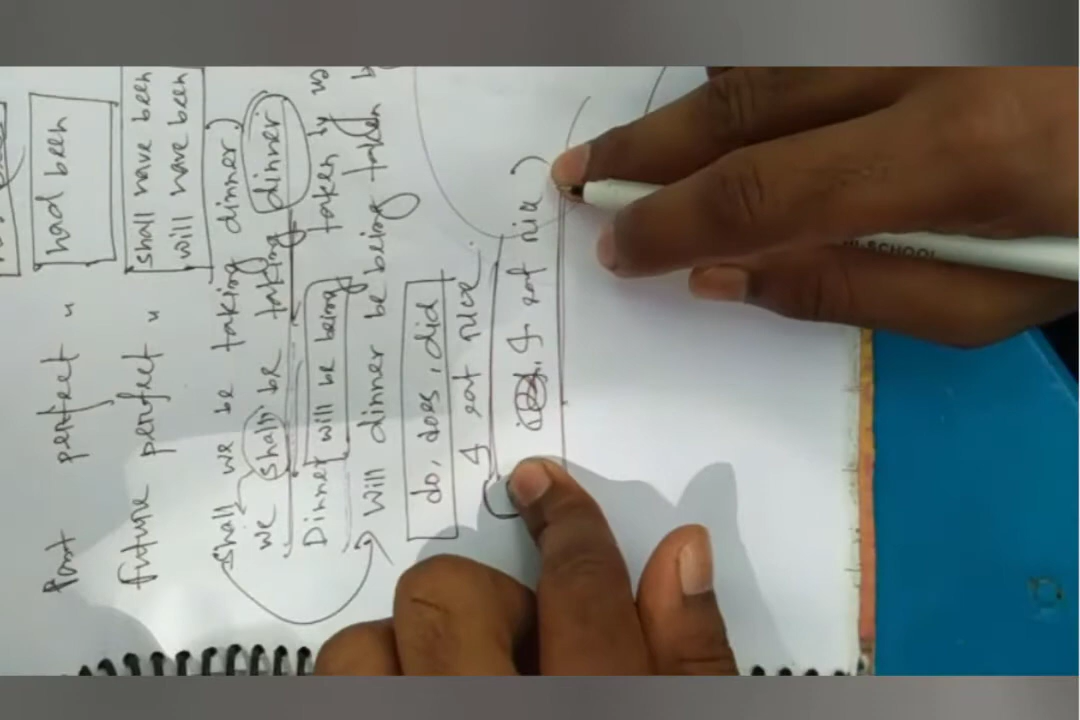 had been
Past perfect "
shall have been
will have been
future perfect "
Shall we be taking dinner)
we shall be taking dinner
Dinner will be being taken by us
Will dinner be being taken b
do, does, did
I eat rice.
I eat rice
H-SCHOOL